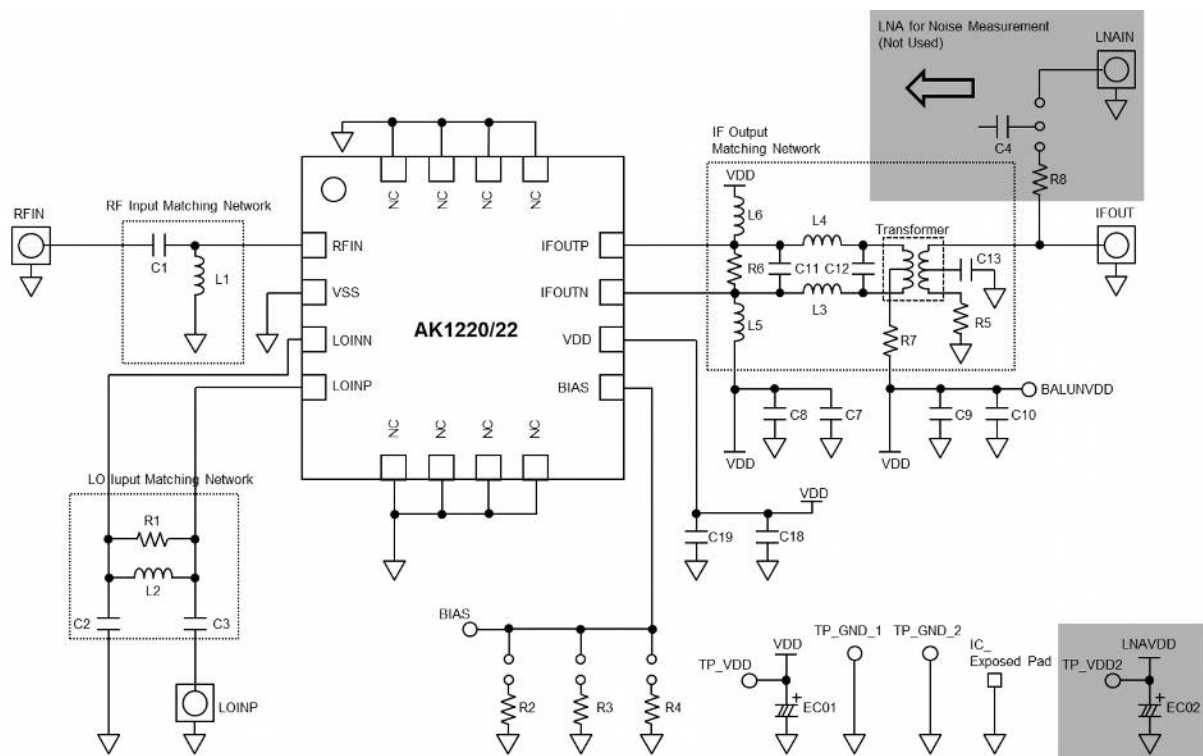 LNA for Noise Measurement
(Not Used)
LNAIN
C4
R8
IF Output
Matching Network
VDD
L6
L4
Transformer
IFOUT
RF Input Matching Network
RFIN
C1
L1
NC
NC
NC
NC
RFIN
VSS
LOINN
LOINP
AK1220/22
IFOUTP
IFOUTN
VDD
BIAS
NC
NC
NC
NC
R6
C11
C12
C13
L3
L5
R7
R5
C8
C7
C9
C10
BALUNVDD
VDD
VDD
LO Iuput Matching Network
R1
L2
C2
C3
LOINP
VDD
C19
C18
BIAS
R2
R3
R4
VDD
TP_VDD
EC01
TP_GND_1
TP_GND_2
IC_
Exposed Pad
LNAVDD
TP_VDD2
EC02
+
+